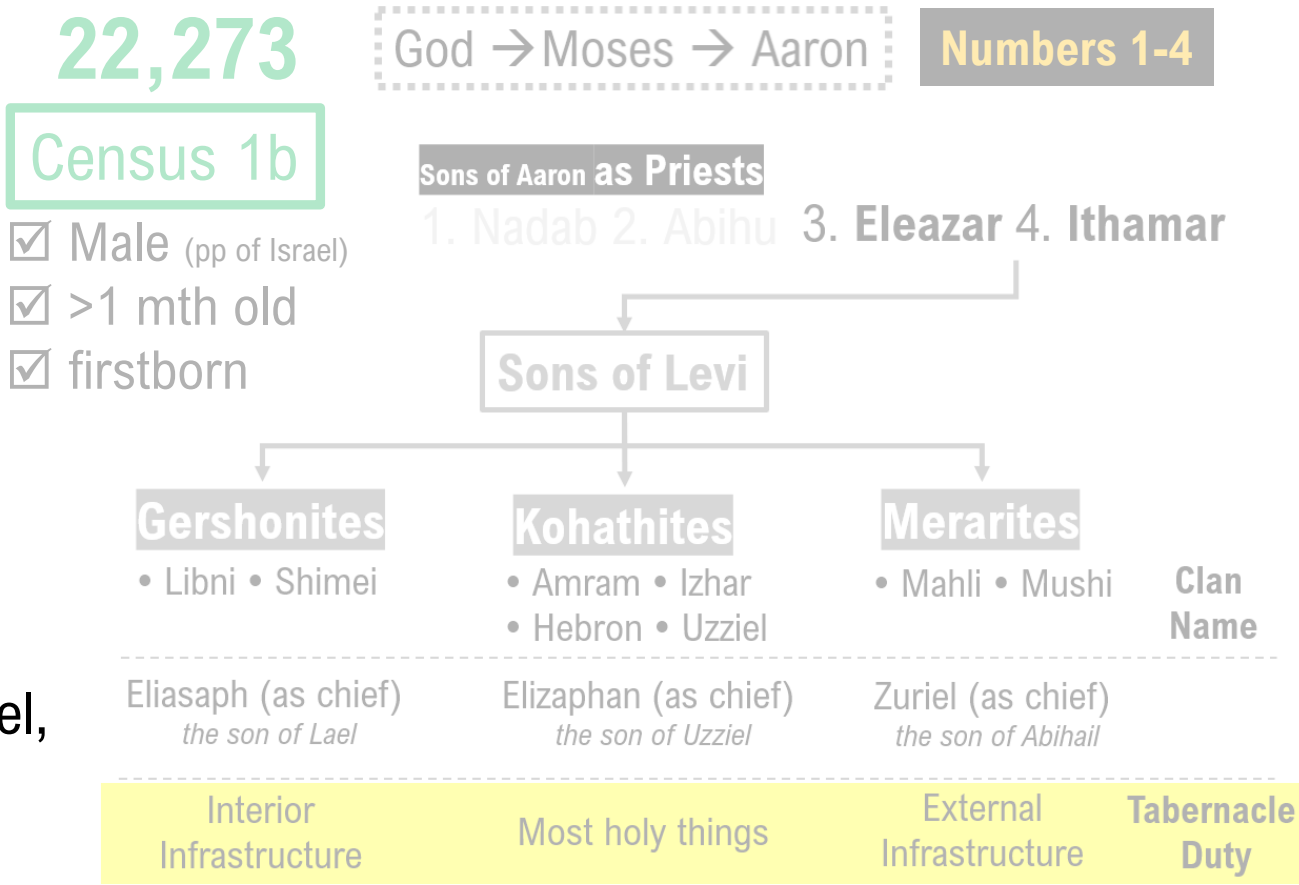 22,273
God → Moses → Aaron
Numbers 1-4
Census 1b
☑ Male (pp of Israel)
☑ >1 mth old
☑ firstborn
Sons of Aaron as Priests
1. Nadab 2. Abihu 3. Eleazar 4. Ithamar
Sons of Levi
Gershonites
• Libni • Shimei
Kohathites
• Amram • Izhar
• Hebron • Uzziel
Merarites
• Mahli • Mushi
Clan
Name
el,
Eliasaph (as chief)
the son of Lael
Elizaphan (as chief)
the son of Uzziel
Zuriel (as chief)
the son of Abihail
Interior
Infrastructure
Most holy things
External
Infrastructure
Tabernacle
Duty